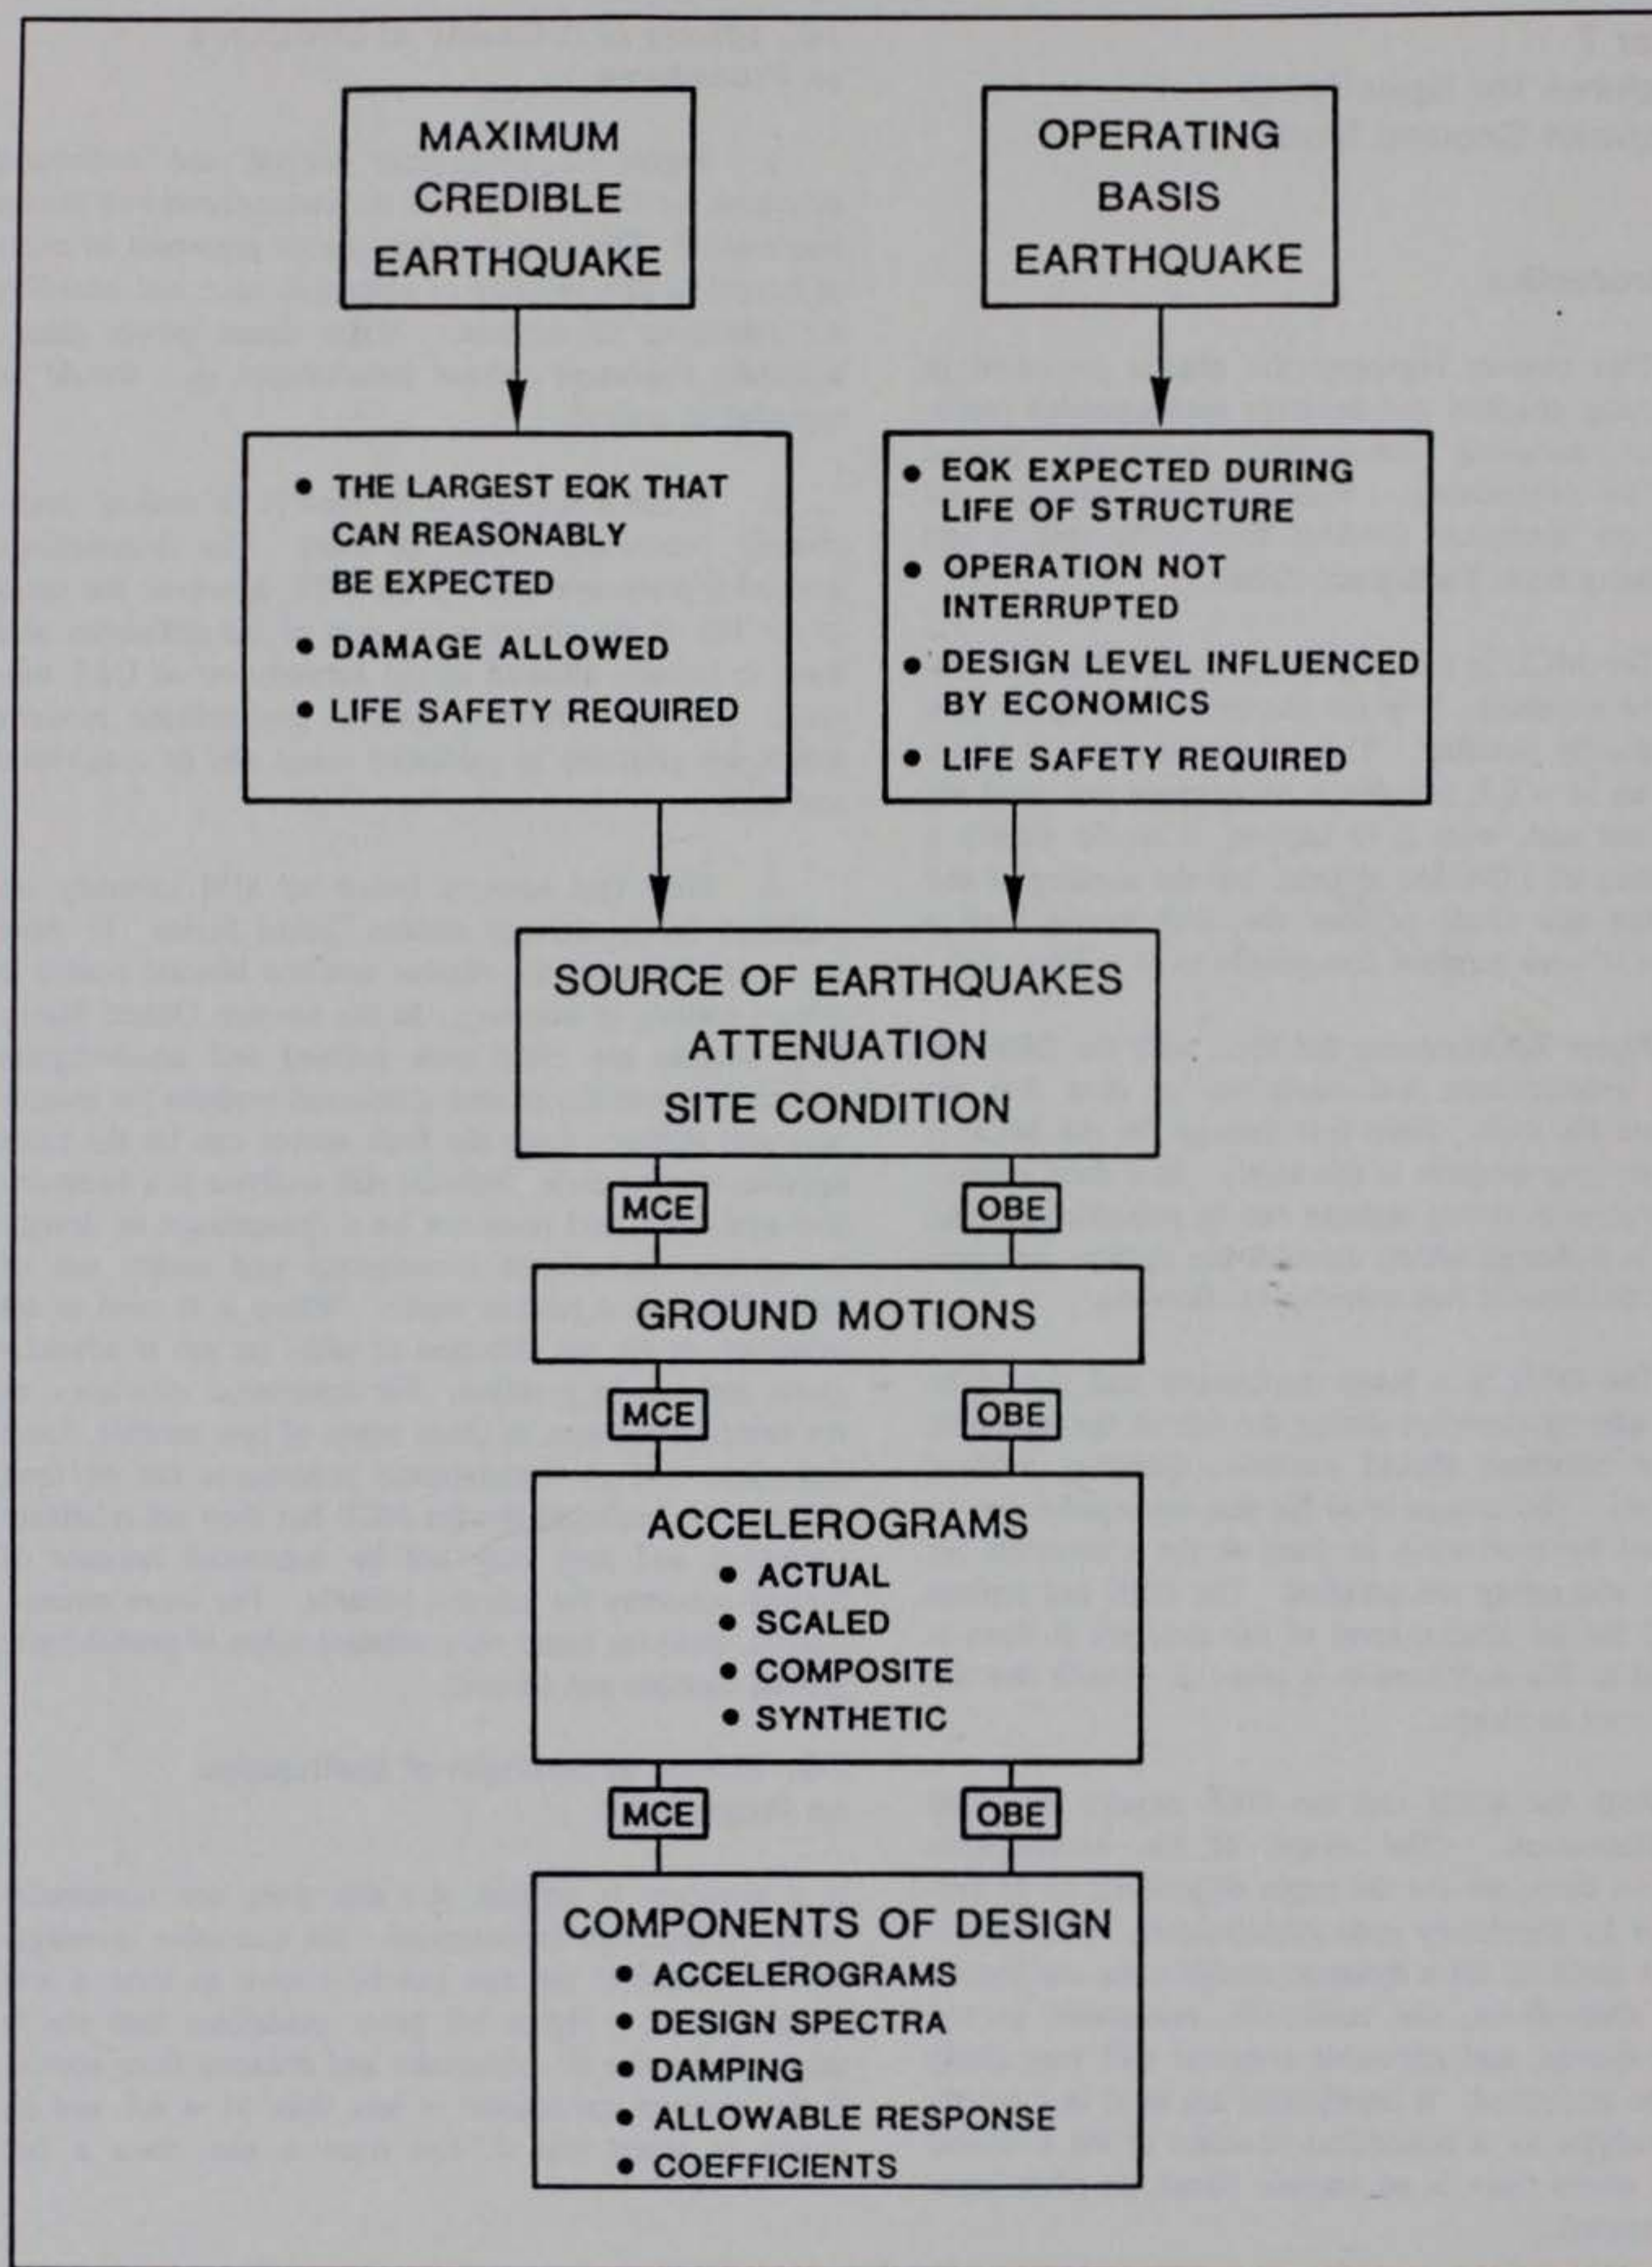 MAXIMUM
CREDIBLE
EARTHQUAKE
OPERATING
BASIS
EARTHQUAKE
• THE LARGEST EQK THAT
CAN REASONABLY
BE EXPECTED
• DAMAGE ALLOWED
• LIFE SAFETY REQUIRED
• EQK EXPECTED DURING
LIFE OF STRUCTURE
• OPERATION NOT
INTERRUPTED
• DESIGN LEVEL INFLUENCED
BY ECONOMICS
• LIFE SAFETY REQUIRED
SOURCE OF EARTHQUAKES
ATTENUATION
SITE CONDITION
MCE
OBE
GROUND MOTIONS
MCE
OBE
ACCELEROGRAMS
• ACTUAL
• SCALED
• COMPOSITE
• SYNTHETIC
MCE
OBE
COMPONENTS OF DESIGN
• ACCELEROGRAMS
• DESIGN SPECTRA
• DAMPING
• ALLOWABLE RESPONSE
• COEFFICIENTS